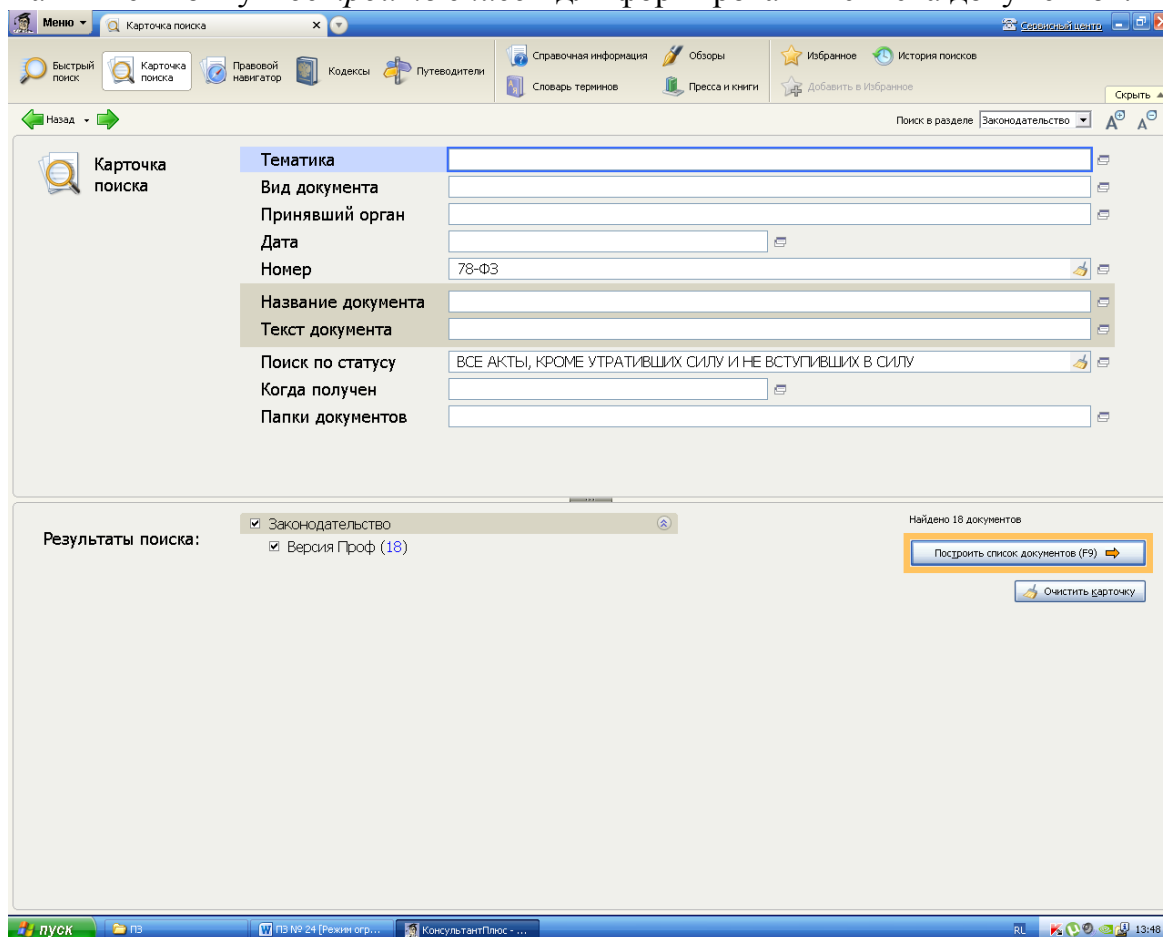 для
Меню
Карточка поиска
Сервисный центр
Быстрый поиск
Карточка поиска
Правовой навигатор
Кодексы
Путеводители
Справочная информация
Словарь терминов
Обзоры
Пресса и книги
Избранное
Добавить в Избранное
История поисков
Скрыть
Назад
Поиск в разделе Законодательство
Карточка поиска
Тематика
Вид документа
Принявший орган
Дата
Номер 78-ФЗ
Название документа
Текст документа
Поиск по статусу ВСЕ АКТЫ, КРОМЕ УТРАТИВШИХ СИЛУ И НЕ ВСТУПИВШИХ В СИЛУ
Когда получен
Папки документов
Результаты поиска:
Законодательство
Версия Проф (18)
Найдено 18 документов
Построить список документов (F9)
Очистить карточку
пуск
ПЗ
ПЗ № 24 [Режим огр...
КонсультантПлюс - ...
RL
13:48